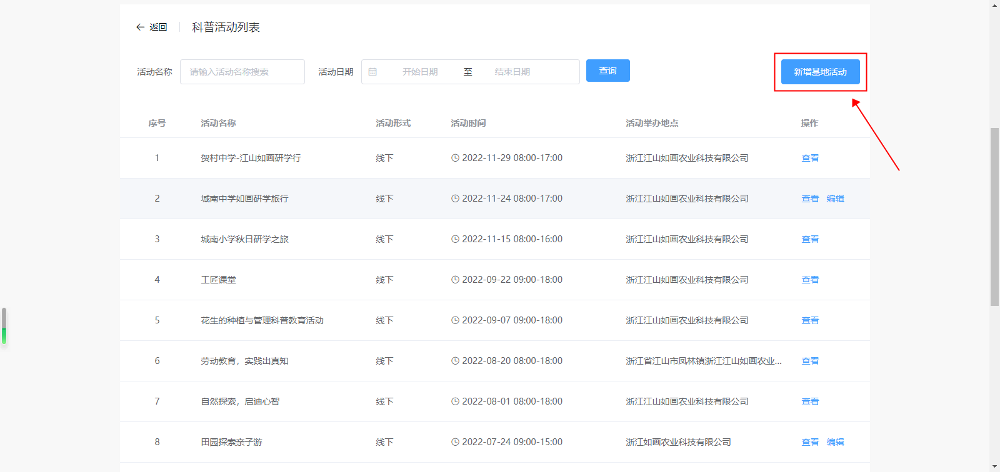 返回 科普活动列表
活动名称 请输入活动名称搜索 活动日期 开始日期 至 结束日期 查询 新增基地活动
序号 活动名称 活动形式 活动时间 活动举办地点 操作
1 贺村中学-江山如画研学行 线下 2022-11-29 08:00-17:00 浙江江山如画农业科技有限公司 查看
2 城南中学如画研学旅行 线下 2022-11-24 08:00-17:00 浙江江山如画农业科技有限公司 查看 编辑
3 城南小学秋日研学之旅 线下 2022-11-15 08:00-16:00 浙江江山如画农业科技有限公司 查看
4 工匠课堂 线下 2022-09-22 09:00-18:00 浙江江山如画农业科技有限公司 查看
5 花生的种植与管理科普教育活动 线下 2022-09-07 09:00-18:00 浙江江山如画农业科技有限公司 查看
6 劳动教育，实践出真知 线下 2022-08-20 08:00-18:00 浙江省江山市凤林镇浙江江山如画农业... 查看
7 自然探索，启迪心智 线下 2022-08-01 08:00-18:00 浙江江山如画农业科技有限公司 查看
8 田园探索亲子游 线下 2022-07-24 09:00-15:00 浙江如画农业科技有限公司 查看 编辑